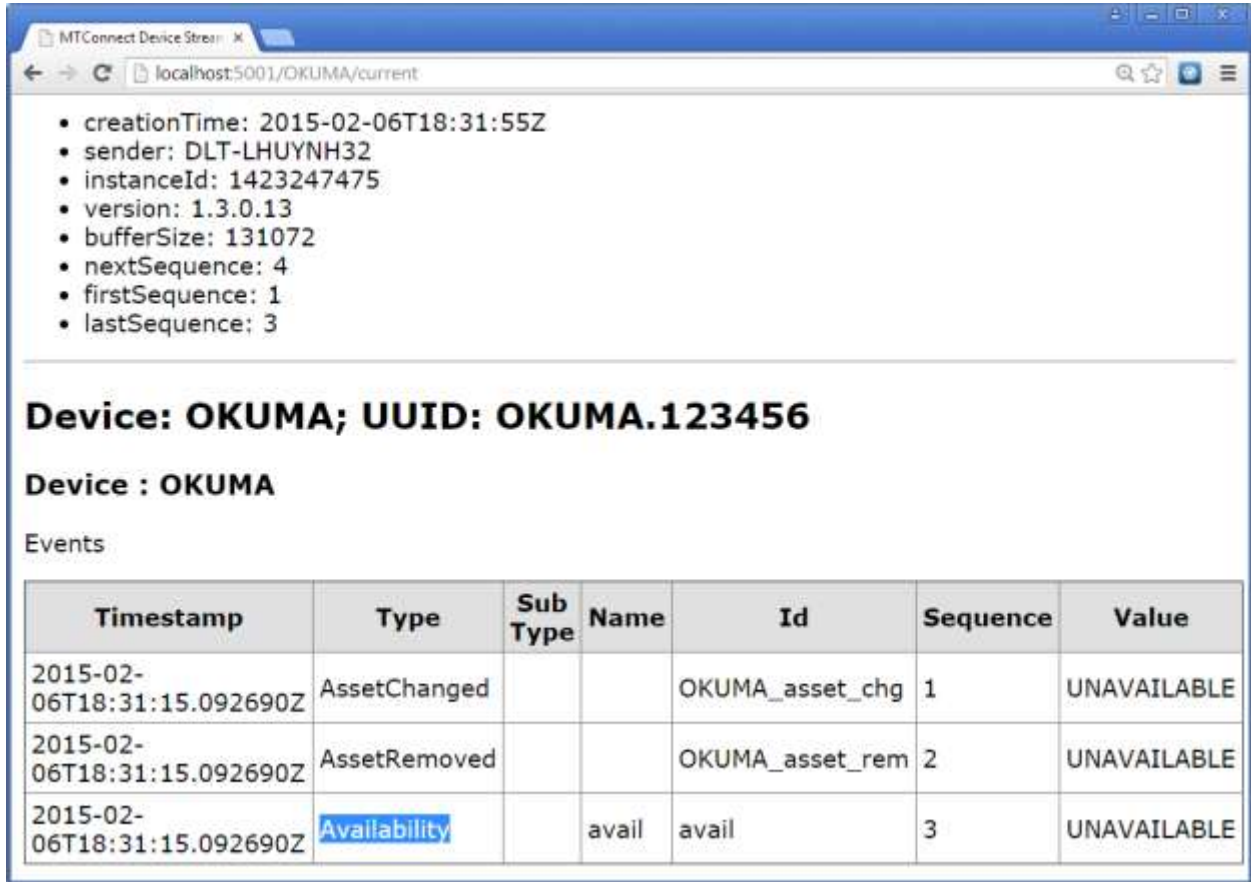 MTConnect Device Stream
localhost:5001/OKUMA/current
• creationTime: 2015-02-06T18:31:55Z
• sender: DLT-LHUYNH32
• instanceId: 1423247475
• version: 1.3.0.13
• bufferSize: 131072
• nextSequence: 4
• firstSequence: 1
• lastSequence: 3
Device: OKUMA; UUID: OKUMA.123456
Device : OKUMA
Events
Timestamp Type Sub Type Name Id Sequence Value
2015-02-
06T18:31:15.092690Z AssetChanged OKUMA_asset_chg 1 UNAVAILABLE
2015-02-
06T18:31:15.092690Z AssetRemoved OKUMA_asset_rem 2 UNAVAILABLE
2015-02-
06T18:31:15.092690Z Availability avail avail 3 UNAVAILABLE